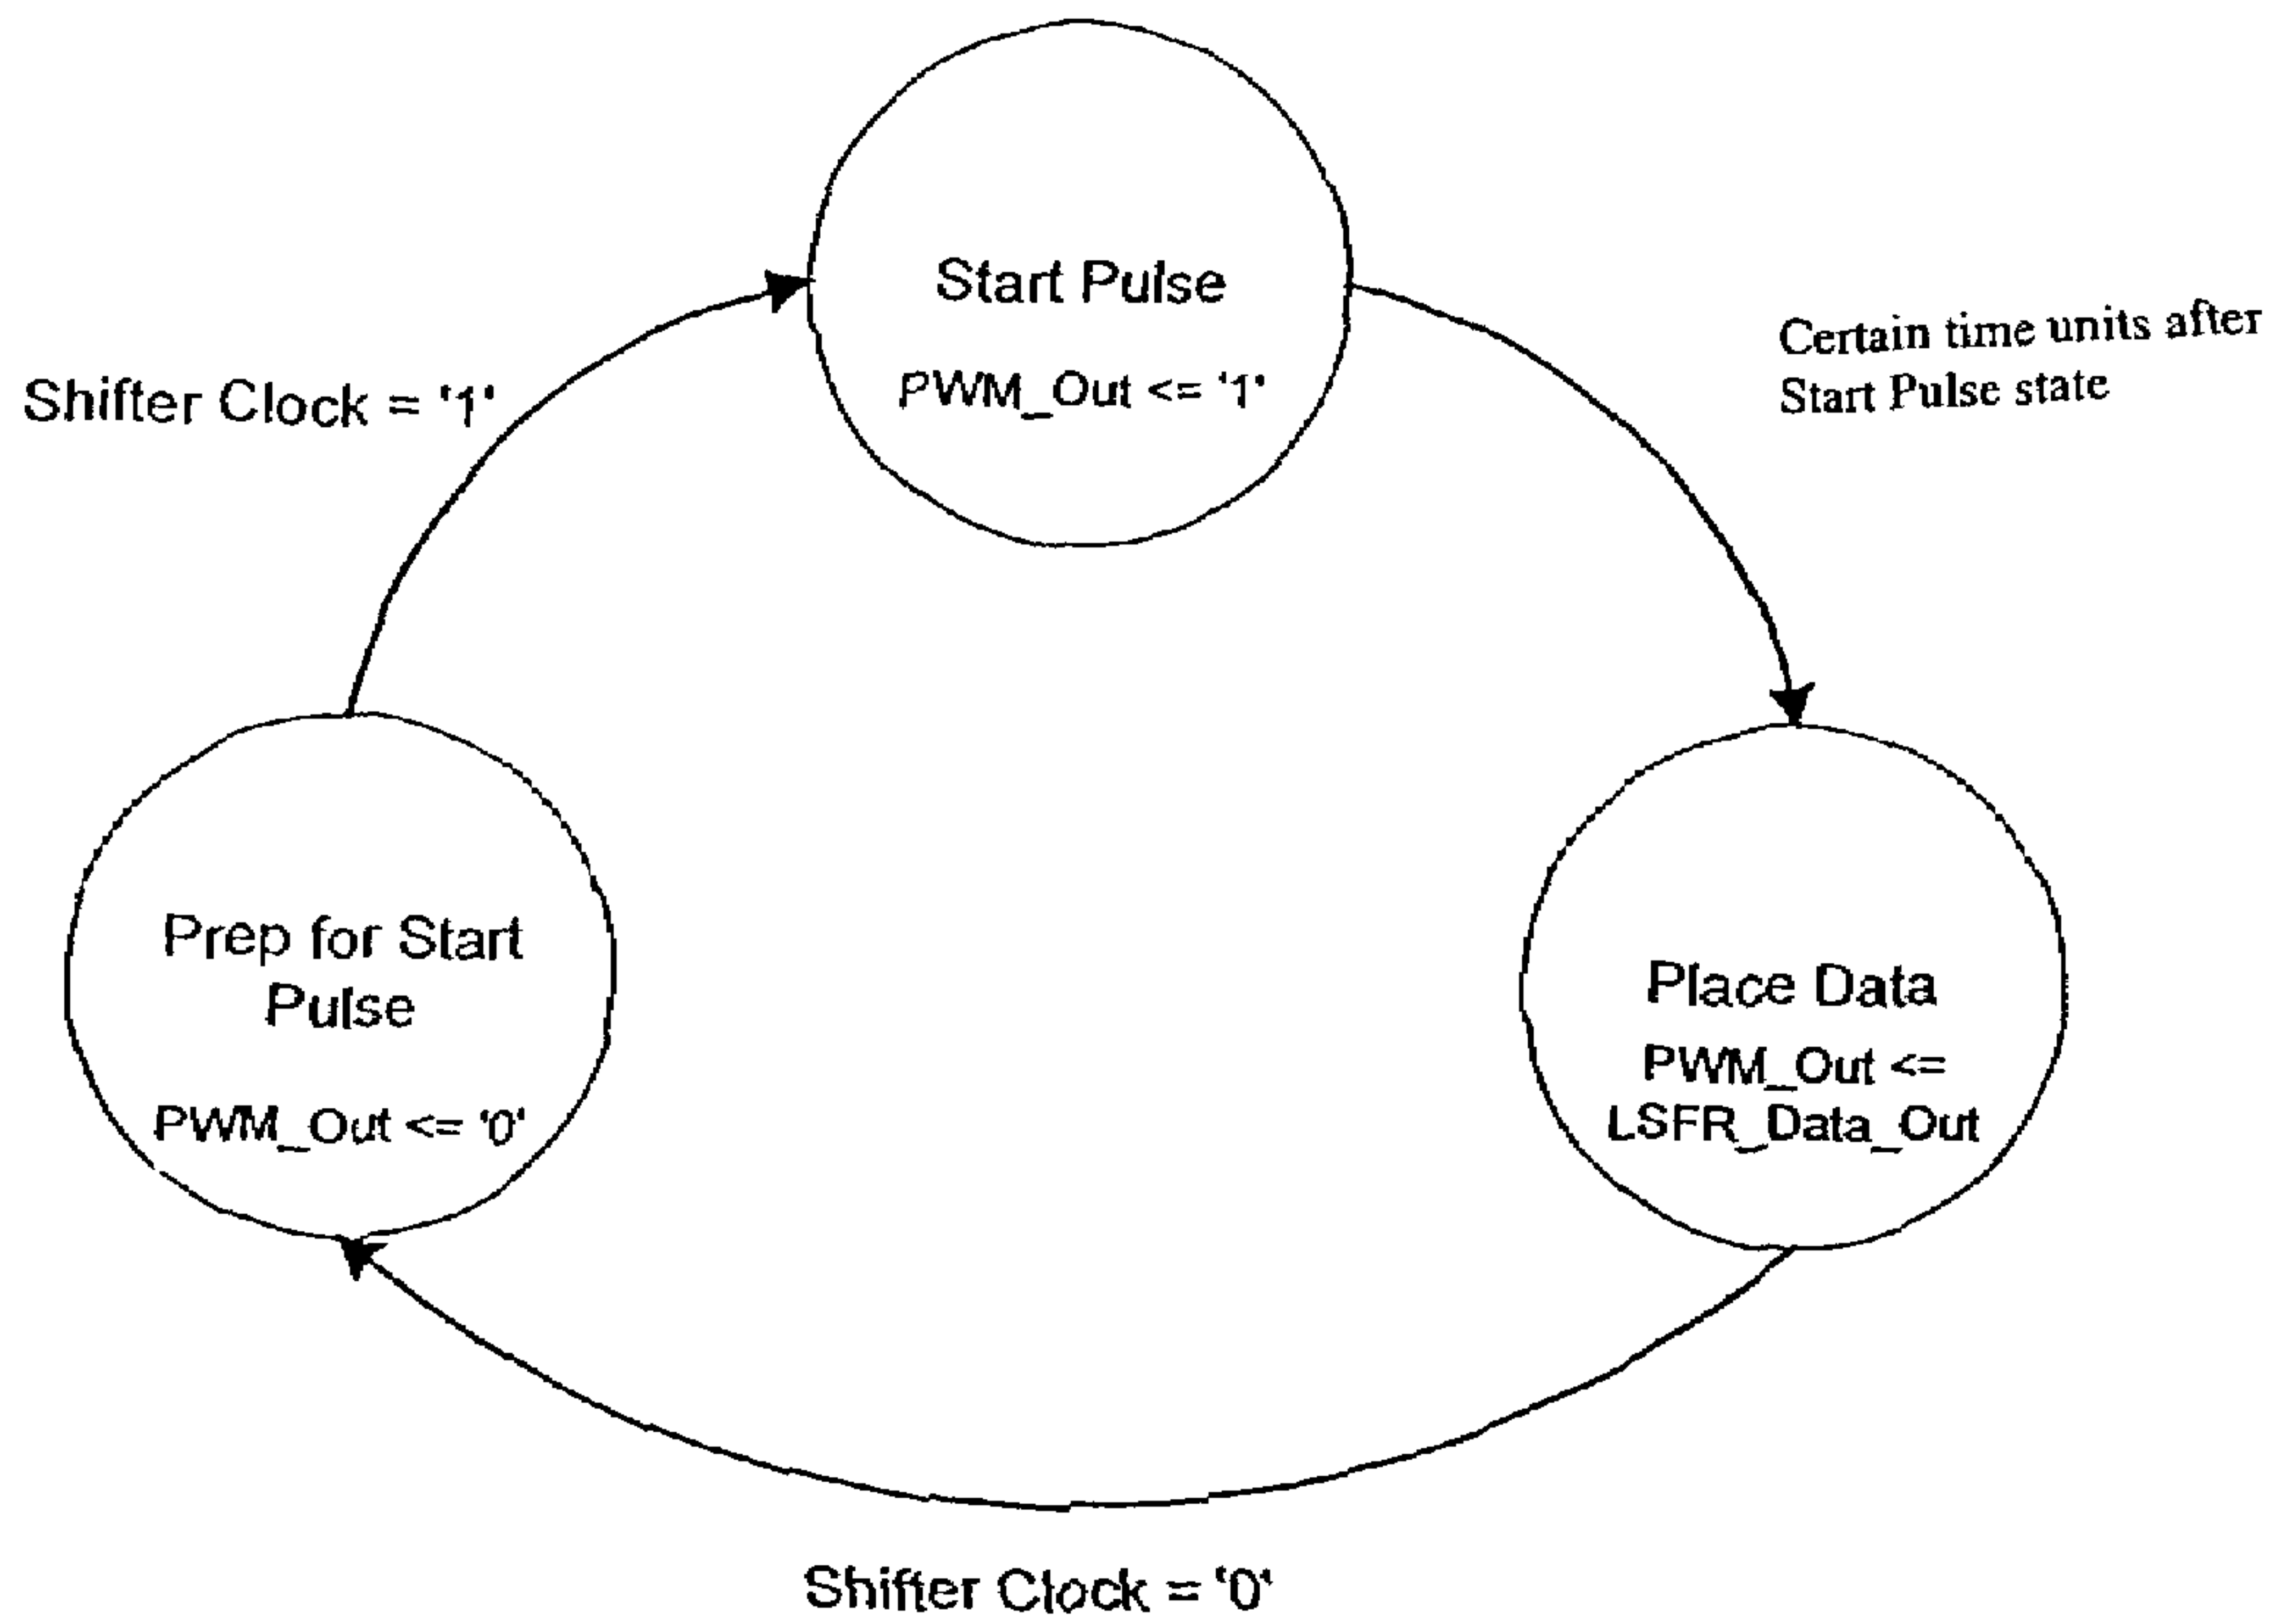 Start Pulse
PWM_Out <= '1'
Shifter Clock = '1'
Certain time units after
Start Pulse state
Prep for Start
Pulse
PWM_Out <= '0'
Place Data
PWM_Out <=
LSFR_Data_Out
Shifter Clock = '0'